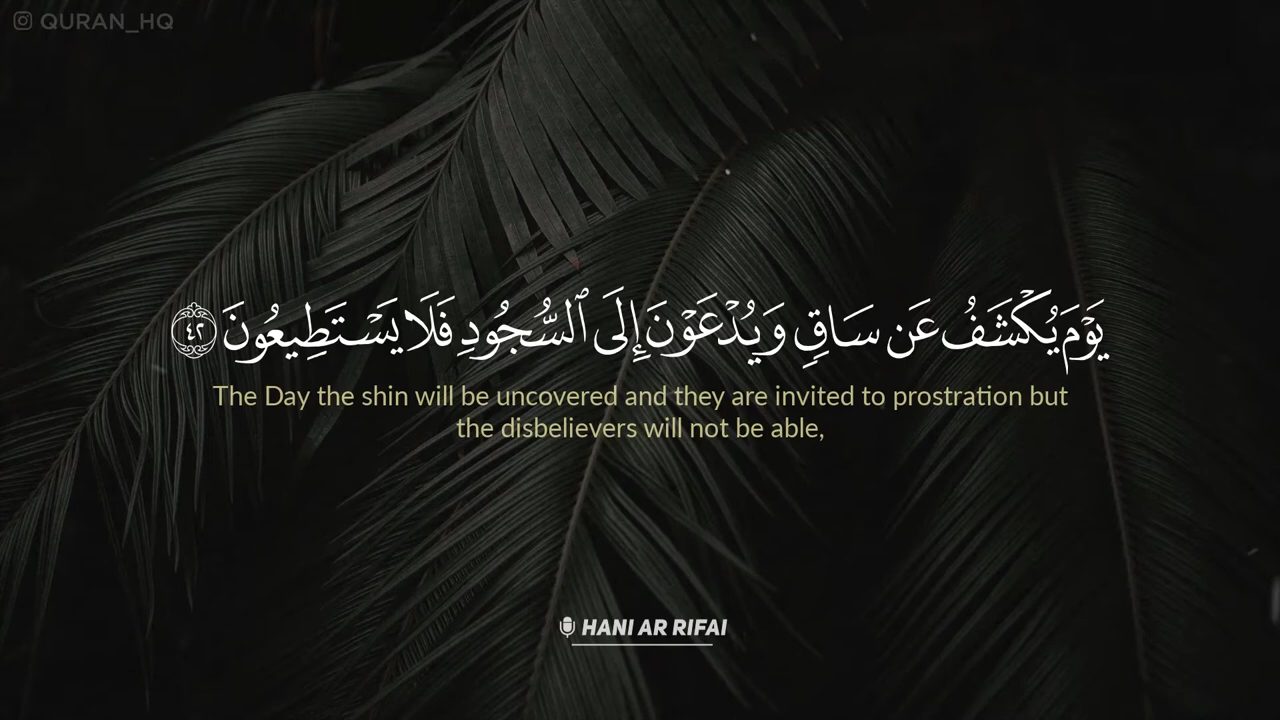 QURAN_HQ
يَوْمَ يُكْشَفُ عَن سَاقٍ وَيُدْعَوْنَ إِلَى ٱلسُّجُودِ فَلَا يَسْتَطِيعُونَ ٤٢
The Day the shin will be uncovered and they are invited to prostration but
the disbelievers will not be able,
HANI AR RIFAI